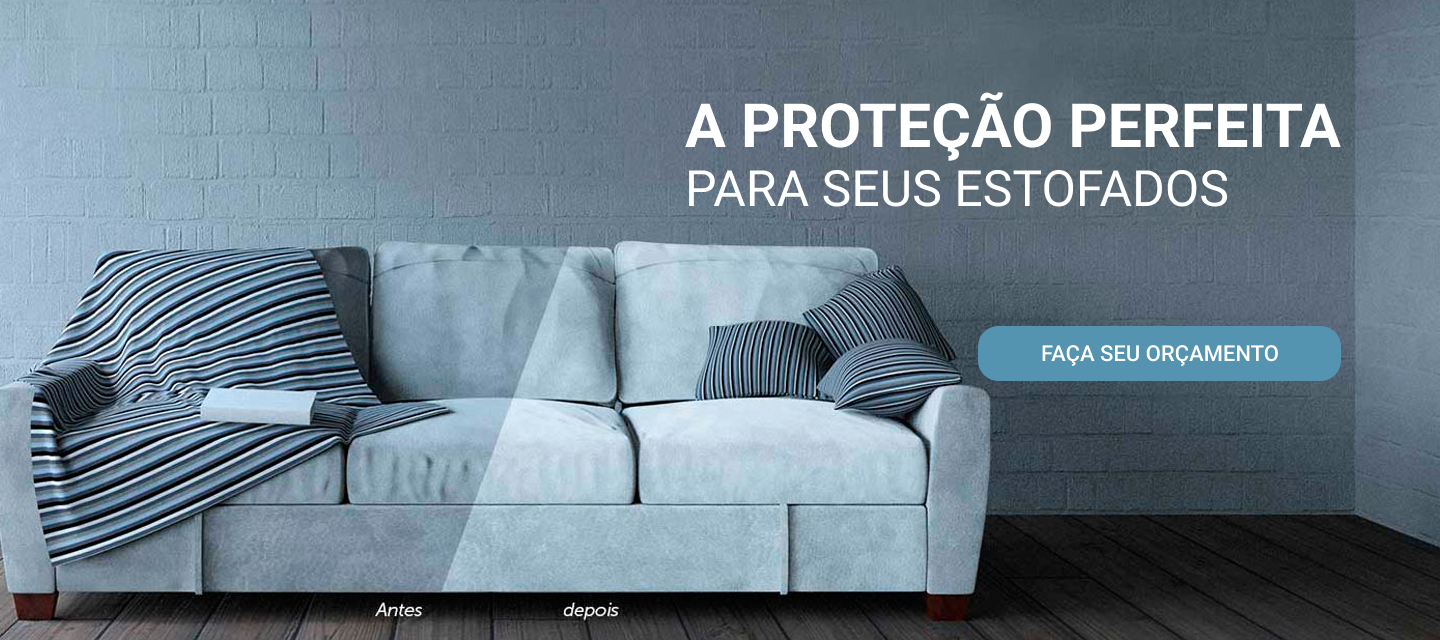 A PROTEÇÃO PERFEITA
PARA SEUS ESTOFADOS
FAÇA SEU ORÇAMENTO
Antes
depois